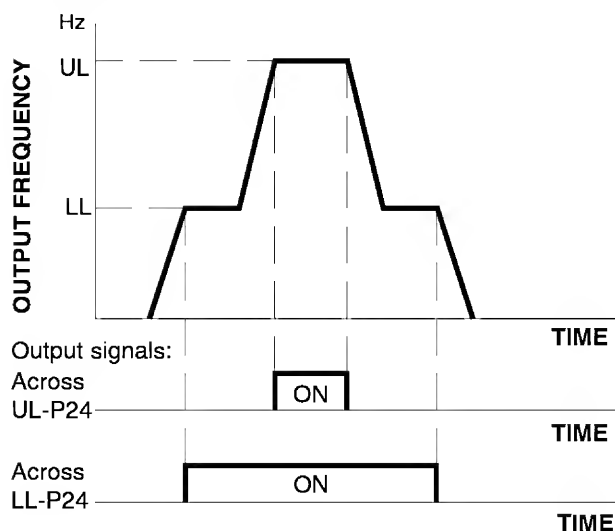 Hz
UL
OUTPUT FREQUENCY
LL
TIME
Output signals:
Across
UL-P24
ON
TIME
Across
LL-P24
ON
TIME